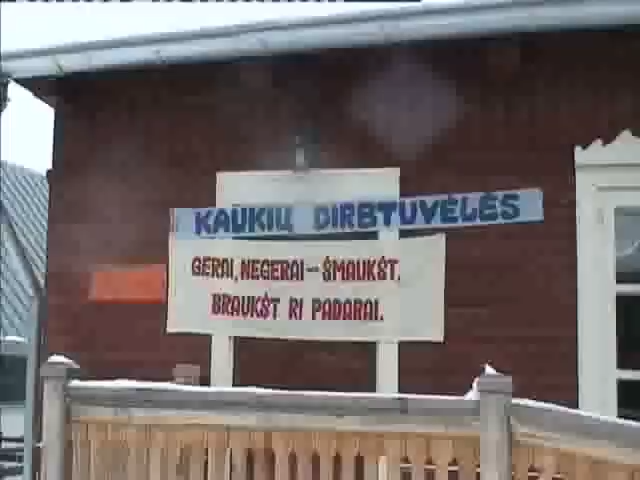 KAUKIŲ DIRBTUVĖLĖS
GERAI, NEGERAI – ŠMAUKŠT,
BRAUKŠT IR PADARAI.